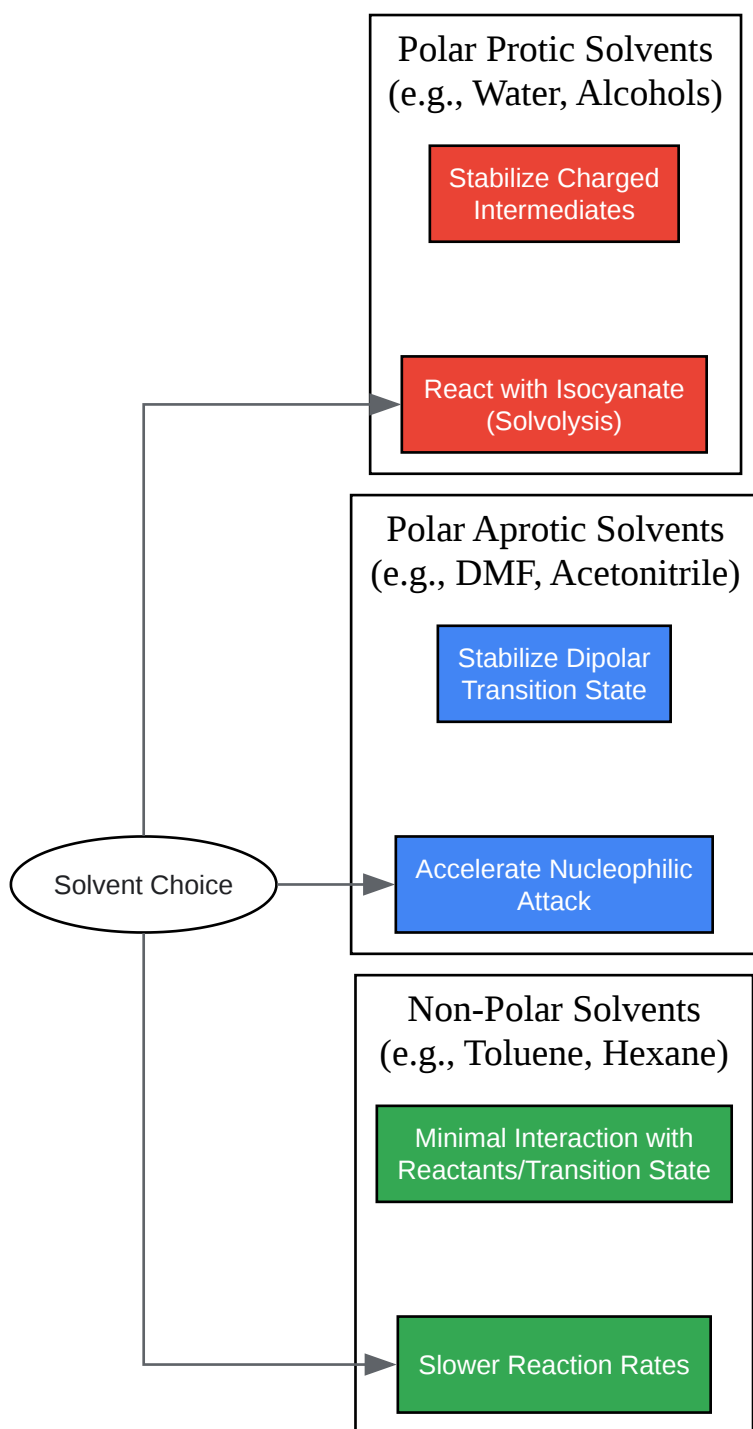 Polar Protic Solvents
(e.g., Water, Alcohols)
Stabilize Charged
Intermediates
React with Isocyanate
(Solvolysis)
Polar Aprotic Solvents
(e.g., DMF, Acetonitrile)
Stabilize Dipolar
Transition State
Solvent Choice
Accelerate Nucleophilic
Attack
Non-Polar Solvents
(e.g., Toluene, Hexane)
Minimal Interaction with
Reactants/Transition State
Slower Reaction Rates